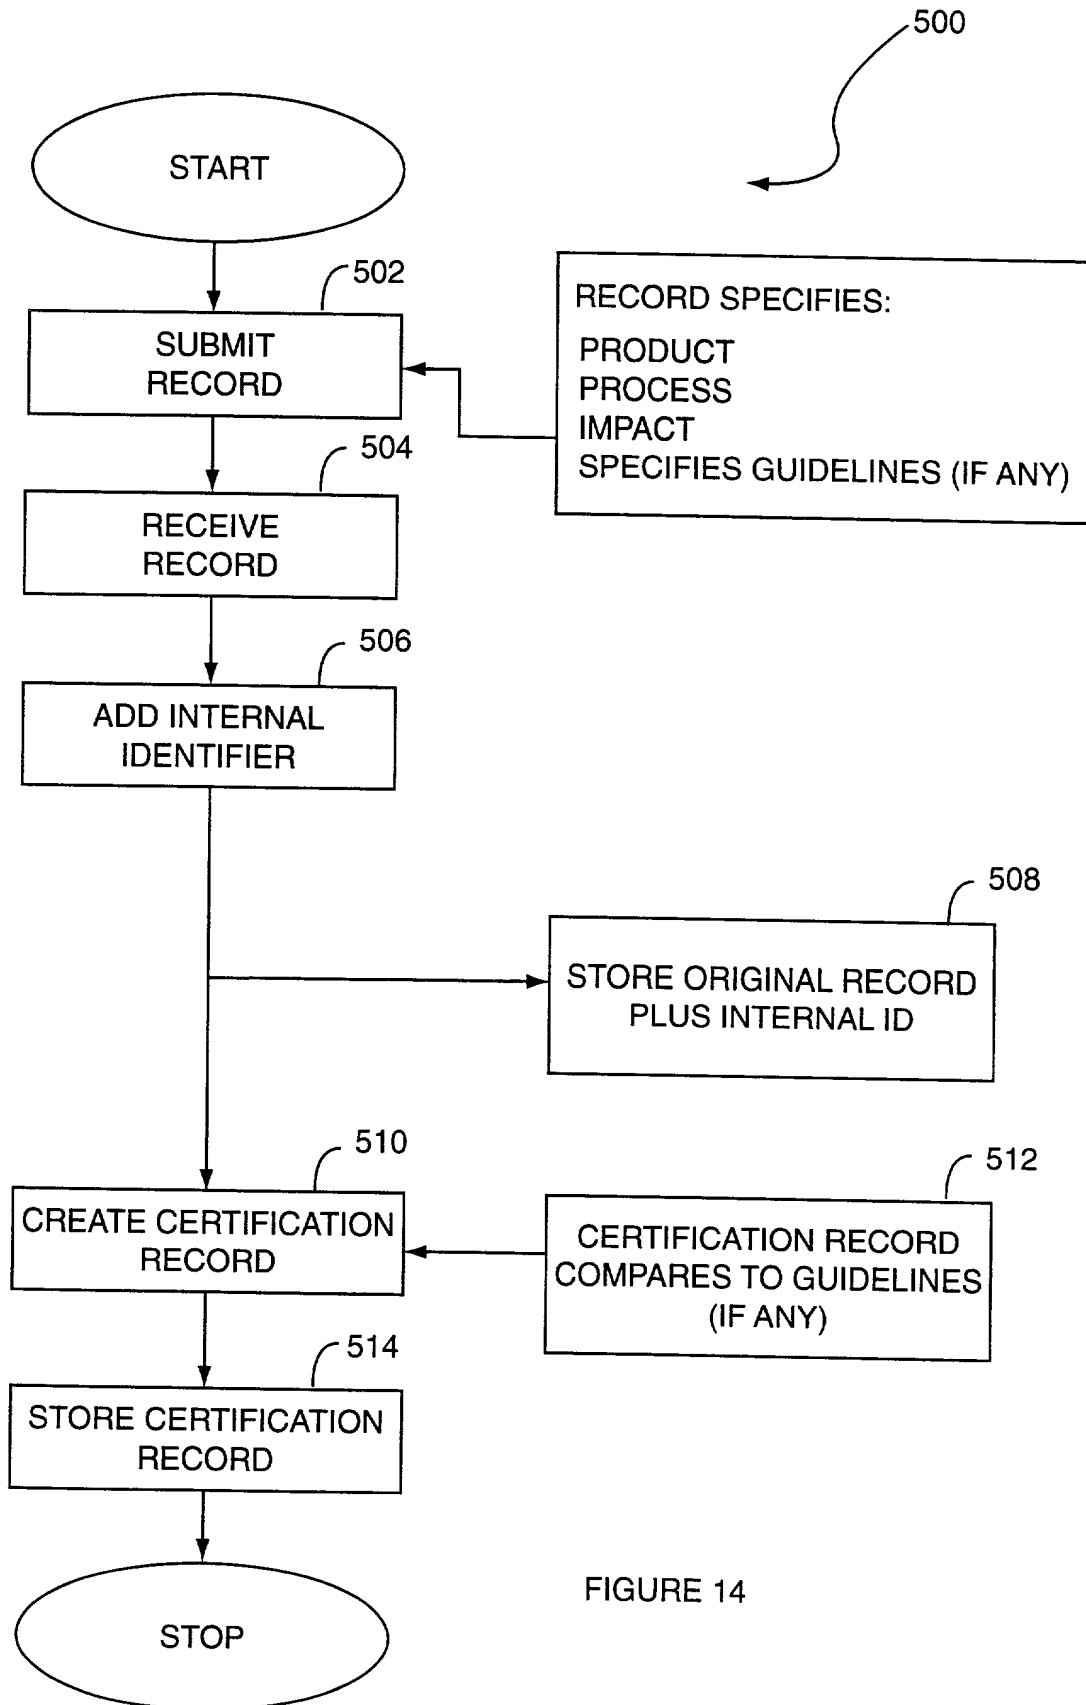 500
START
502
SUBMIT
RECORD
RECORD SPECIFIES:
PRODUCT
PROCESS
IMPACT
SPECIFIES GUIDELINES (IF ANY)
504
RECEIVE
RECORD
506
ADD INTERNAL
IDENTIFIER
508
STORE ORIGINAL RECORD
PLUS INTERNAL ID
510
CREATE CERTIFICATION
RECORD
512
CERTIFICATION RECORD
COMPARES TO GUIDELINES
(IF ANY)
514
STORE CERTIFICATION
RECORD
STOP
FIGURE 14